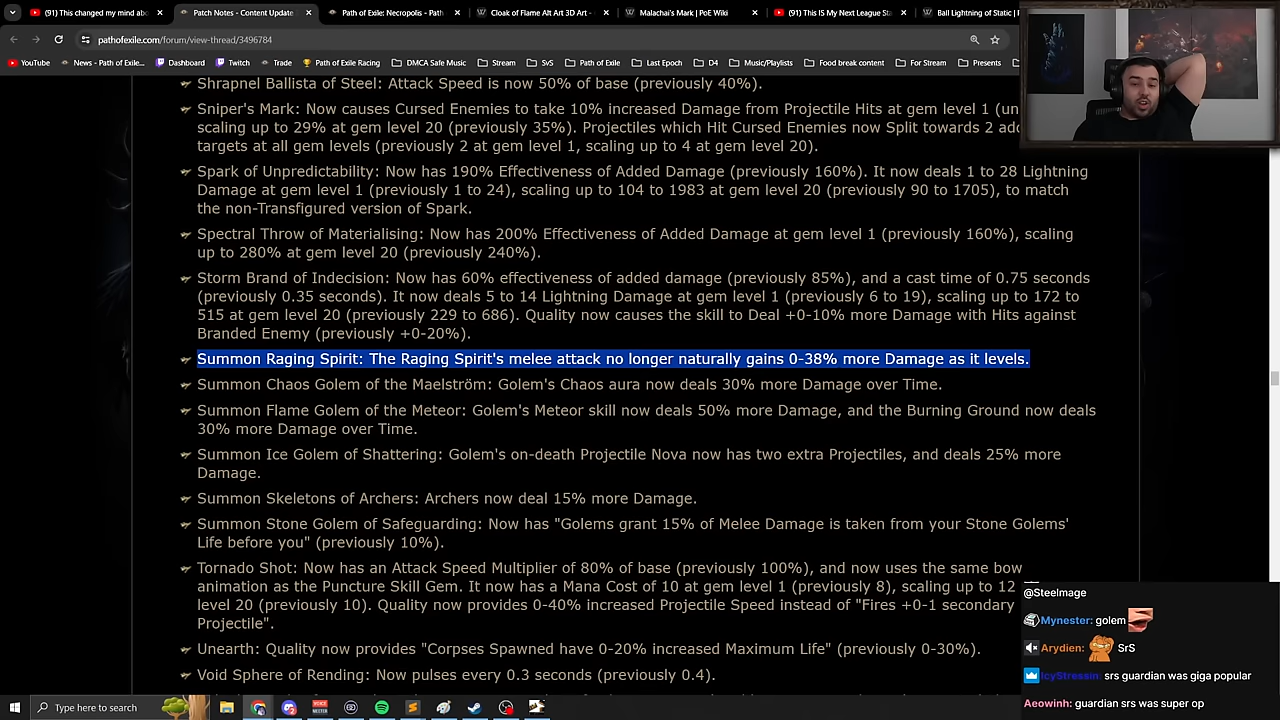 (91) This changed my mind abo
Patch Notes - Content Update
Path of Exile: Necropolis - Path
Cloak of Flame Alt Art 3D Art -
Malachai's Mark | PoE Wiki
(91) This IS My Next League Sta
Ball Lightning of Static |
pathofexile.com/forum/view-thread/3496784
YouTube
News - Path of Exile...
Dashboard
Twitch
Trade
Path of Exile Racing
DMCA Safe Music
Stream
SvS
Path of Exile
Last Epoch
D4
Music/Playlists
Food break content
For Stream
Presents
Shrapnel Ballista of Steel: Attack Speed is now 50% of base (previously 40%).
Sniper's Mark: Now causes Cursed Enemies to take 10% increased Damage from Projectile Hits at gem level 1 (un
scaling up to 29% at gem level 20 (previously 35%). Projectiles which Hit Cursed Enemies now Split towards 2 add
targets at all gem levels (previously 2 at gem level 1, scaling up to 4 at gem level 20).
Spark of Unpredictability: Now has 190% Effectiveness of Added Damage (previously 160%). It now deals 1 to 28 Lightning
Damage at gem level 1 (previously 1 to 24), scaling up to 104 to 1983 at gem level 20 (previously 90 to 1705), to match
the non-Transfigured version of Spark.
Spectral Throw of Materialising: Now has 200% Effectiveness of Added Damage at gem level 1 (previously 160%), scaling
up to 280% at gem level 20 (previously 240%).
Storm Brand of Indecision: Now has 60% effectiveness of added damage (previously 85%), and a cast time of 0.75 seconds
(previously 0.35 seconds). It now deals 5 to 14 Lightning Damage at gem level 1 (previously 6 to 19), scaling up to 172 to
515 at gem level 20 (previously 229 to 686). Quality now causes the skill to Deal +0-10% more Damage with Hits against
Branded Enemy (previously +0-20%).
Summon Raging Spirit: The Raging Spirit's melee attack no longer naturally gains 0-38% more Damage as it levels.
Summon Chaos Golem of the Maelström: Golem's Chaos aura now deals 30% more Damage over Time.
Summon Flame Golem of the Meteor: Golem's Meteor skill now deals 50% more Damage, and the Burning Ground now deals
30% more Damage over Time.
Summon Ice Golem of Shattering: Golem's on-death Projectile Nova now has two extra Projectiles, and deals 25% more
Damage.
Summon Skeletons of Archers: Archers now deal 15% more Damage.
Summon Stone Golem of Safeguarding: Now has "Golems grant 15% of Melee Damage is taken from your Stone Golems'
Life before you" (previously 10%).
Tornado Shot: Now has an Attack Speed Multiplier of 80% of base (previously 100%), and now uses the same bow
animation as the Puncture Skill Gem. It now has a Mana Cost of 10 at gem level 1 (previously 8), scaling up to 12
level 20 (previously 10). Quality now provides 0-40% increased Projectile Speed instead of "Fires +0-1 secondary
Projectile".
Unearth: Quality now provides "Corpses Spawned have 0-20% increased Maximum Life" (previously 0-30%).
Void Sphere of Rending: Now pulses every 0.3 seconds (previously 0.4).
@Steelmage
Mynester: golem
Arydien: SrS
IcyStressin: srs guardian was giga popular
Aeowinh: guardian srs was super op
Type here to search